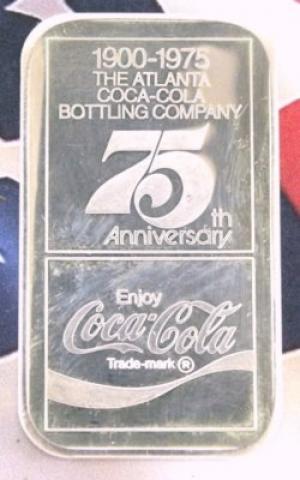 1900-1975
THE ATLANTA
COCA-COLA
BOTTLING COMPANY
75th
Anniversary
Enjoy
Coca-Cola
Trade-mark ®